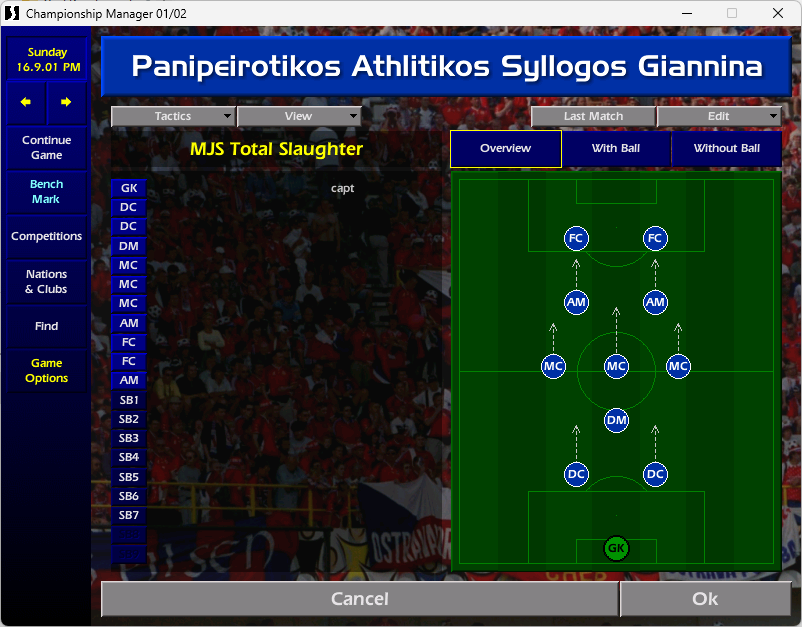 Championship Manager 01/02
Sunday
16.9.01 PM
Panipeirotikos Athlitikos Syllogos Giannina
Tactics
View
Last Match
Edit
Continue
Game
Bench
Mark
Competitions
Nations
& Clubs
Find
Game
Options
MJS Total Slaughter
Overview
With Ball
Without Ball
GK capt
DC
DC
DM
MC
MC
MC
AM
FC
FC
AM
SB1
SB2
SB3
SB4
SB5
SB6
SB7
FC FC
AM AM
MC MC MC
DM
DC DC
GK
Cancel
Ok